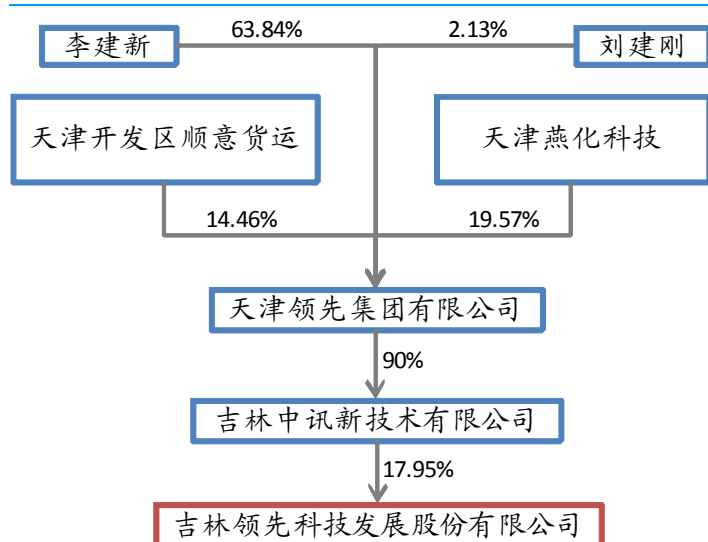 李建新
63.84%
2.13%
刘建刚
天津开发区顺意货运
天津燕化科技
14.46%
19.57%
天津领先集团有限公司
90%
吉林中讯新技术有限公司
17.95%
吉林领先科技发展股份有限公司